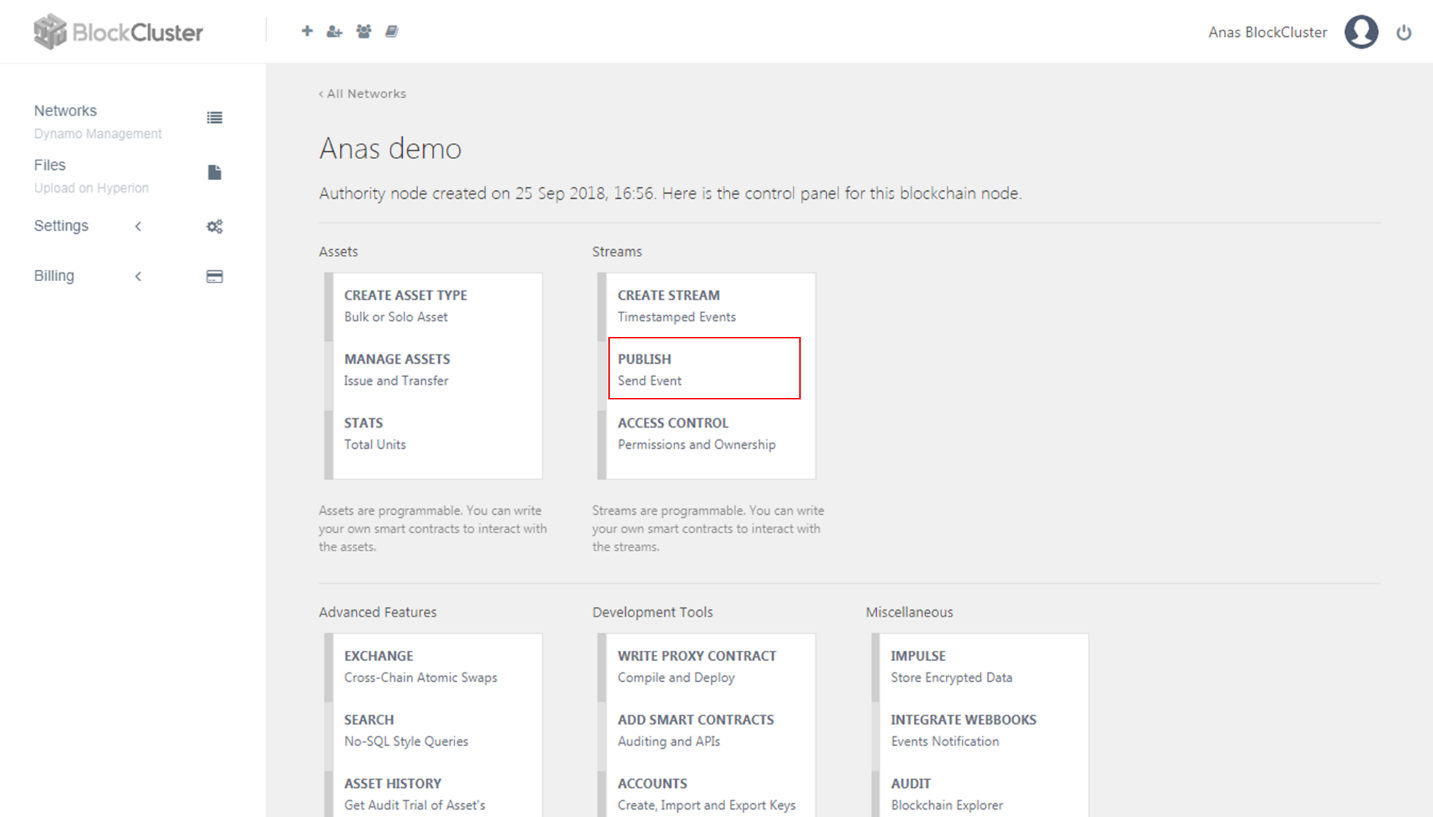 BlockCluster
Anas BlockCluster
Networks
Dynamo Management
Files
Upload on Hyperion
Settings
Billing
‹ All Networks
Anas demo
Authority node created on 25 Sep 2018, 16:56. Here is the control panel for this blockchain node.
Assets
CREATE ASSET TYPE
Bulk or Solo Asset
MANAGE ASSETS
Issue and Transfer
STATS
Total Units
Assets are programmable. You can write
your own smart contracts to interact with
the assets.
Streams
CREATE STREAM
Timestamped Events
PUBLISH
Send Event
ACCESS CONTROL
Permissions and Ownership
Streams are programmable. You can write
your own smart contracts to interact with
the streams.
Advanced Features
EXCHANGE
Cross-Chain Atomic Swaps
SEARCH
No-SQL Style Queries
ASSET HISTORY
Get Audit Trial of Asset's
Development Tools
WRITE PROXY CONTRACT
Compile and Deploy
ADD SMART CONTRACTS
Auditing and APIs
ACCOUNTS
Create, Import and Export Keys
Miscellaneous
IMPULSE
Store Encrypted Data
INTEGRATE WEBBOOKS
Events Notification
AUDIT
Blockchain Explorer